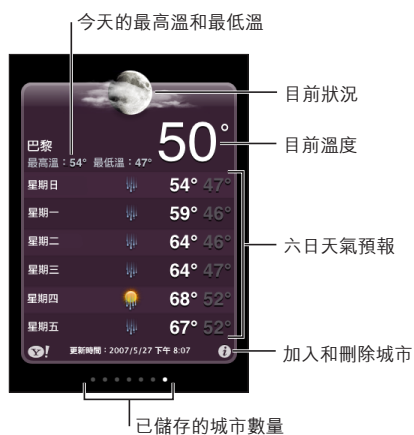 今天的最高溫和最低溫
目前狀況
目前溫度
巴黎
50°
最高溫：54° 最低溫：47°
星期日 54° 47°
星期一 59° 46°
星期二 64° 46°
星期三 64° 47°
星期四 68° 52°
星期五 67° 52°
六日天氣預報
Y! 更新時間：2007/5/27 下午 8:07 i
加入和刪除城市
已儲存的城市數量